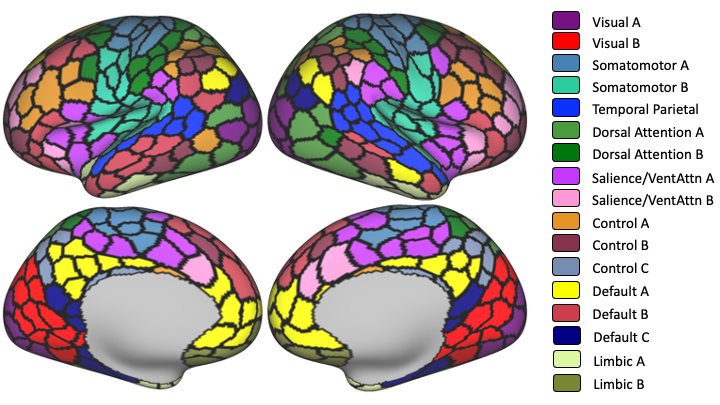 Visual A
Visual B
Somatomotor A
Somatomotor B
Temporal Parietal
Dorsal Attention A
Dorsal Attention B
Salience/VentAttn A
Salience/VentAttn B
Control A
Control B
Control C
Default A
Default B
Default C
Limbic A
Limbic B